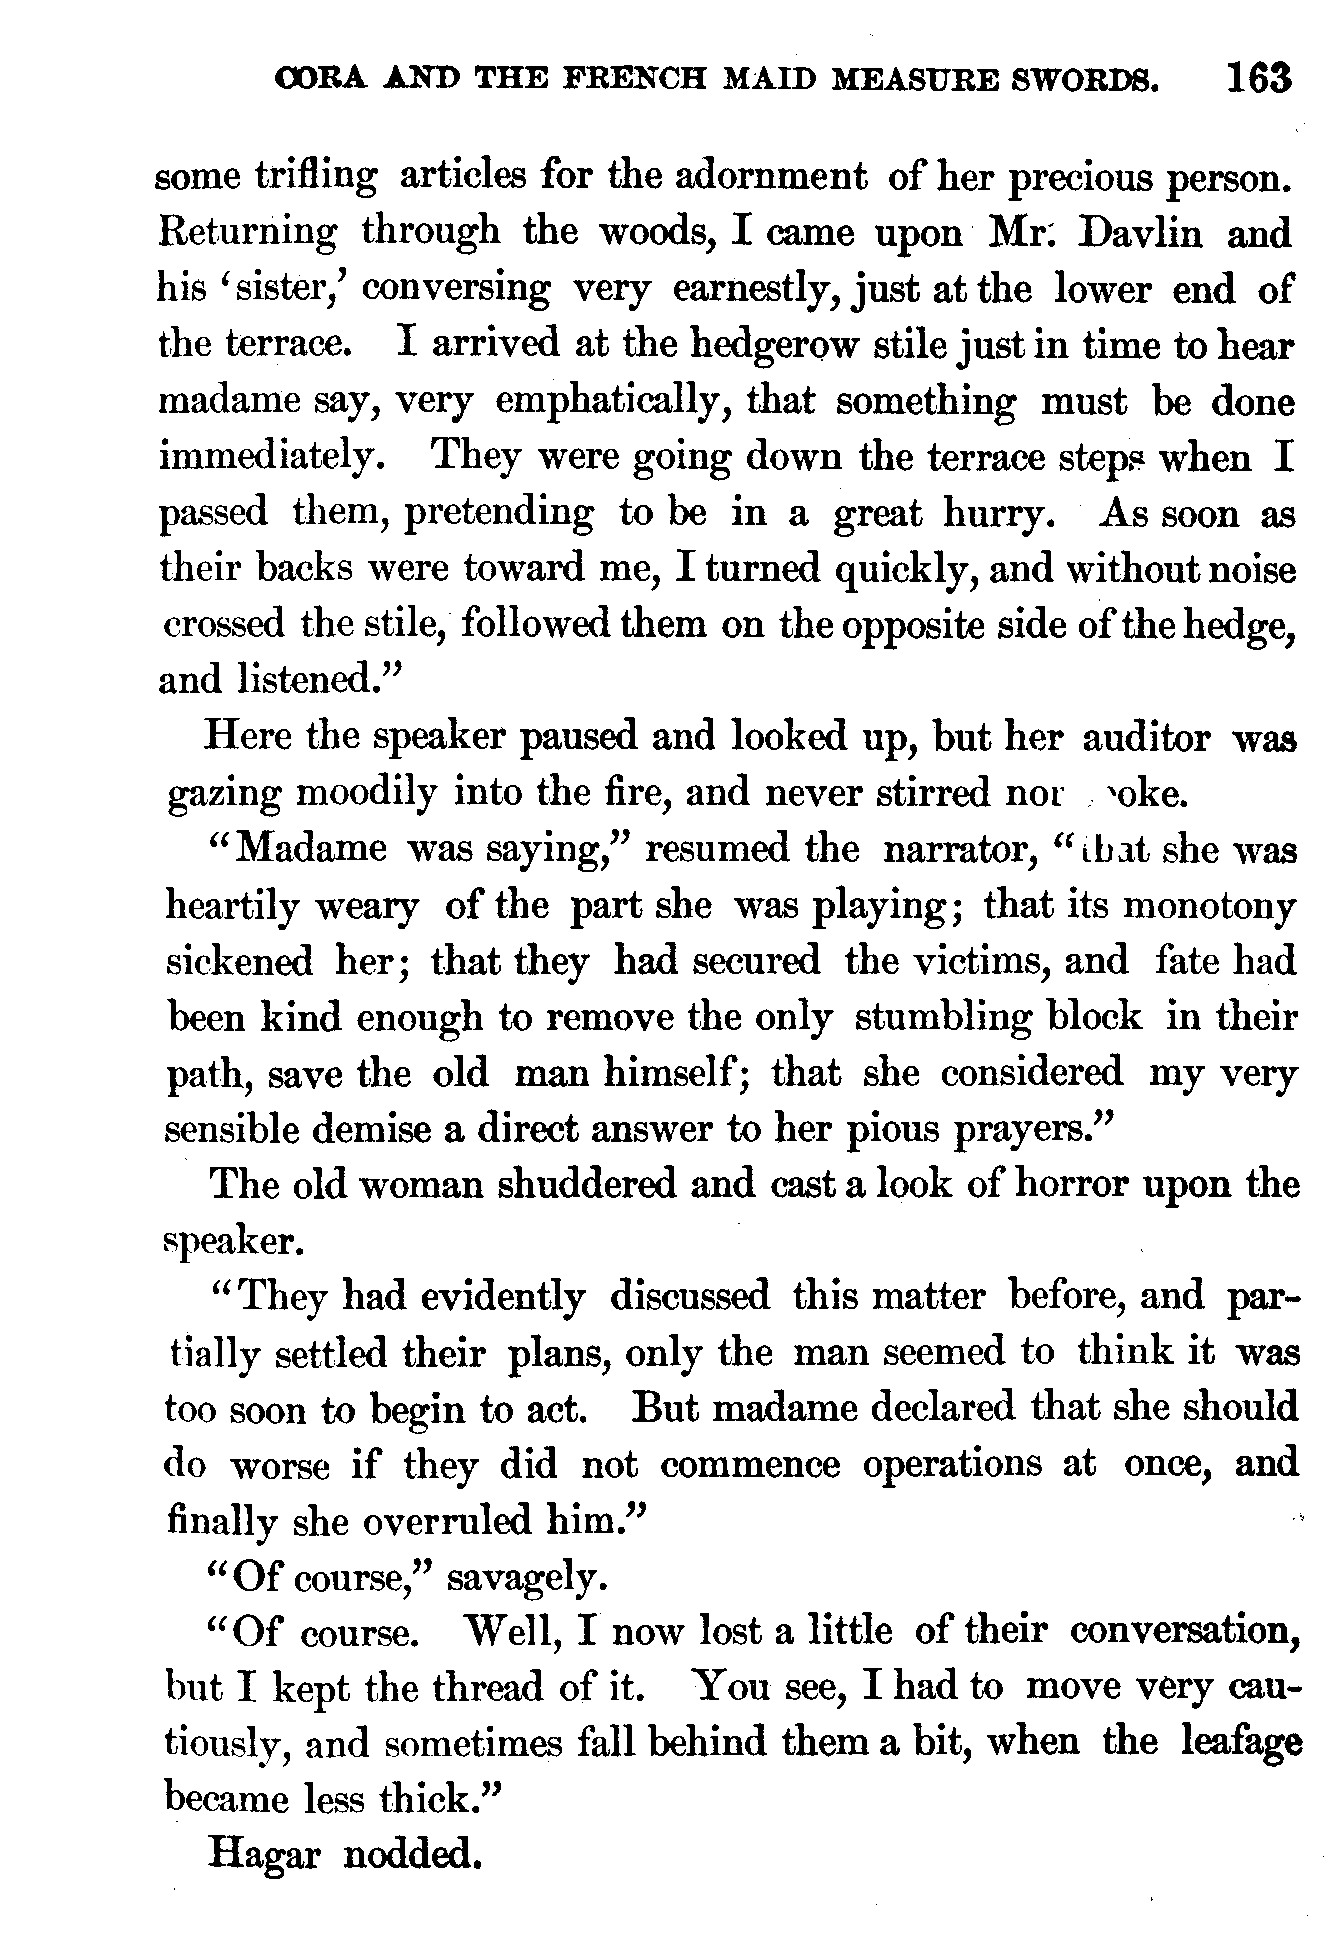 CORA AND THE FRENCH MAID MEASURE SWORDS. 163
some trifling articles for the adornment of her precious person.
Returning through the woods, I came upon Mr. Davlin and
his ‘sister,’ conversing very earnestly, just at the lower end of
the terrace. I arrived at the hedgerow stile just in time to hear
madame say, very emphatically, that something must be done
immediately. They were going down the terrace steps when I
passed them, pretending to be in a great hurry. As soon as
their backs were toward me, I turned quickly, and without noise
crossed the stile, followed them on the opposite side of the hedge,
and listened.”
Here the speaker paused and looked up, but her auditor was
gazing moodily into the fire, and never stirred nor
“Madame was saying,” resumed the narrator, “that she was
heartily weary of the part she was playing; that its monotony
sickened her; that they had secured the victims, and fate had
been kind enough to remove the only stumbling block in their
path, save the old man himself; that she considered my very
sensible demise a direct answer to her pious prayers.”
The old woman shuddered and cast a look of horror upon the
speaker.
“They had evidently discussed this matter before, and par-
tially settled their plans, only the man seemed to think it was
too soon to begin to act. But madame declared that she should
do worse if they did not commence operations at once, and
finally she overruled him.”
“Of course,” savagely.
“Of course. Well, I now lost a little of their conversation,
but I kept the thread of it. You see, I had to move very cau-
tiously, and sometimes fall behind them a bit, when the leafage
became less thick.”
Hagar nodded.